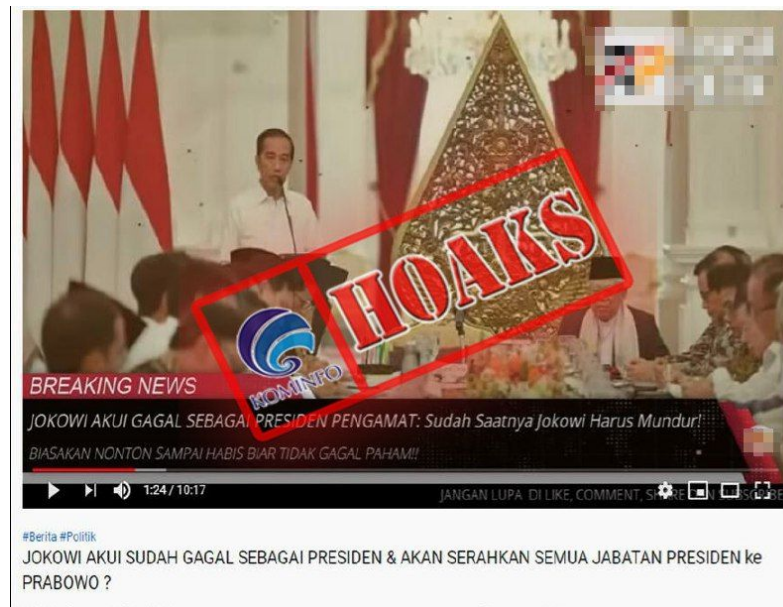 HOAKS
KOMINFO
BREAKING NEWS
JOKOWI AKUI GAGAL SEBAGAI PRESIDEN PENGAMAT: Sudah Saatnya Jokowi Harus Mundur!
BIASAKAN NONTON SAMPAI HABIS BIAR TIDAK GAGAL PAHAM!!
1:24 / 10:17
JANGAN LUPA DI LIKE, COMMENT, SUBSCRIBE
#Berita #Politik
JOKOWI AKUI SUDAH GAGAL SEBAGAI PRESIDEN & AKAN SERAHKAN SEMUA JABATAN PRESIDEN ke
PRABOWO ?